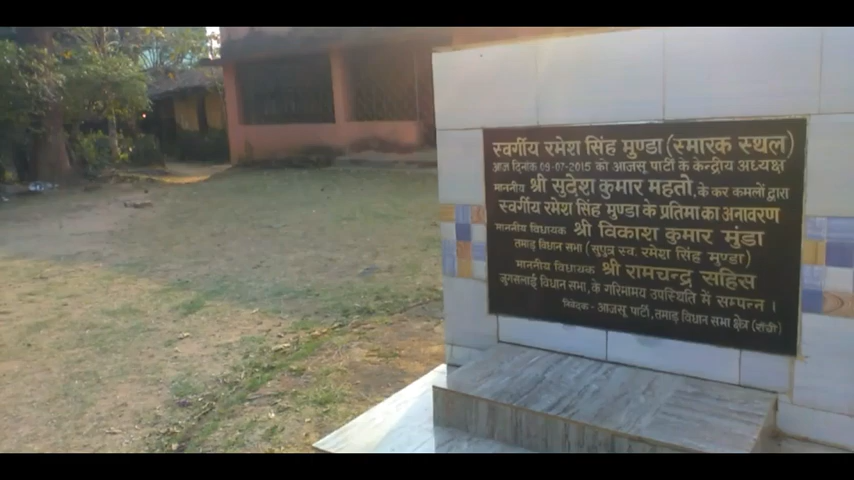 स्वर्गीय रमेश सिंह मुण्डा (स्मारक स्थल)
आज दिनांक 09-07-2015 को आजसू पार्टी के केन्द्रीय अध्यक्ष
माननीय श्री सुदेश कुमार महतो, के कर कमलों द्वारा
स्वर्गीय रमेश सिंह मुण्डा के प्रतिमा का अनावरण
माननीय विधायक श्री विकाश कुमार मुंडा
तमाड़ विधान सभा (सुपुत्र स्व. रमेश सिंह मुण्डा)
माननीय विधायक श्री रामचन्द्र सहिस
जुगसलाई विधान सभा, के गरिमामय उपस्थिति में सम्पन्न ।
निवेदक - आजसू पार्टी, तमाड़ विधान सभा क्षेत्र (राँची)